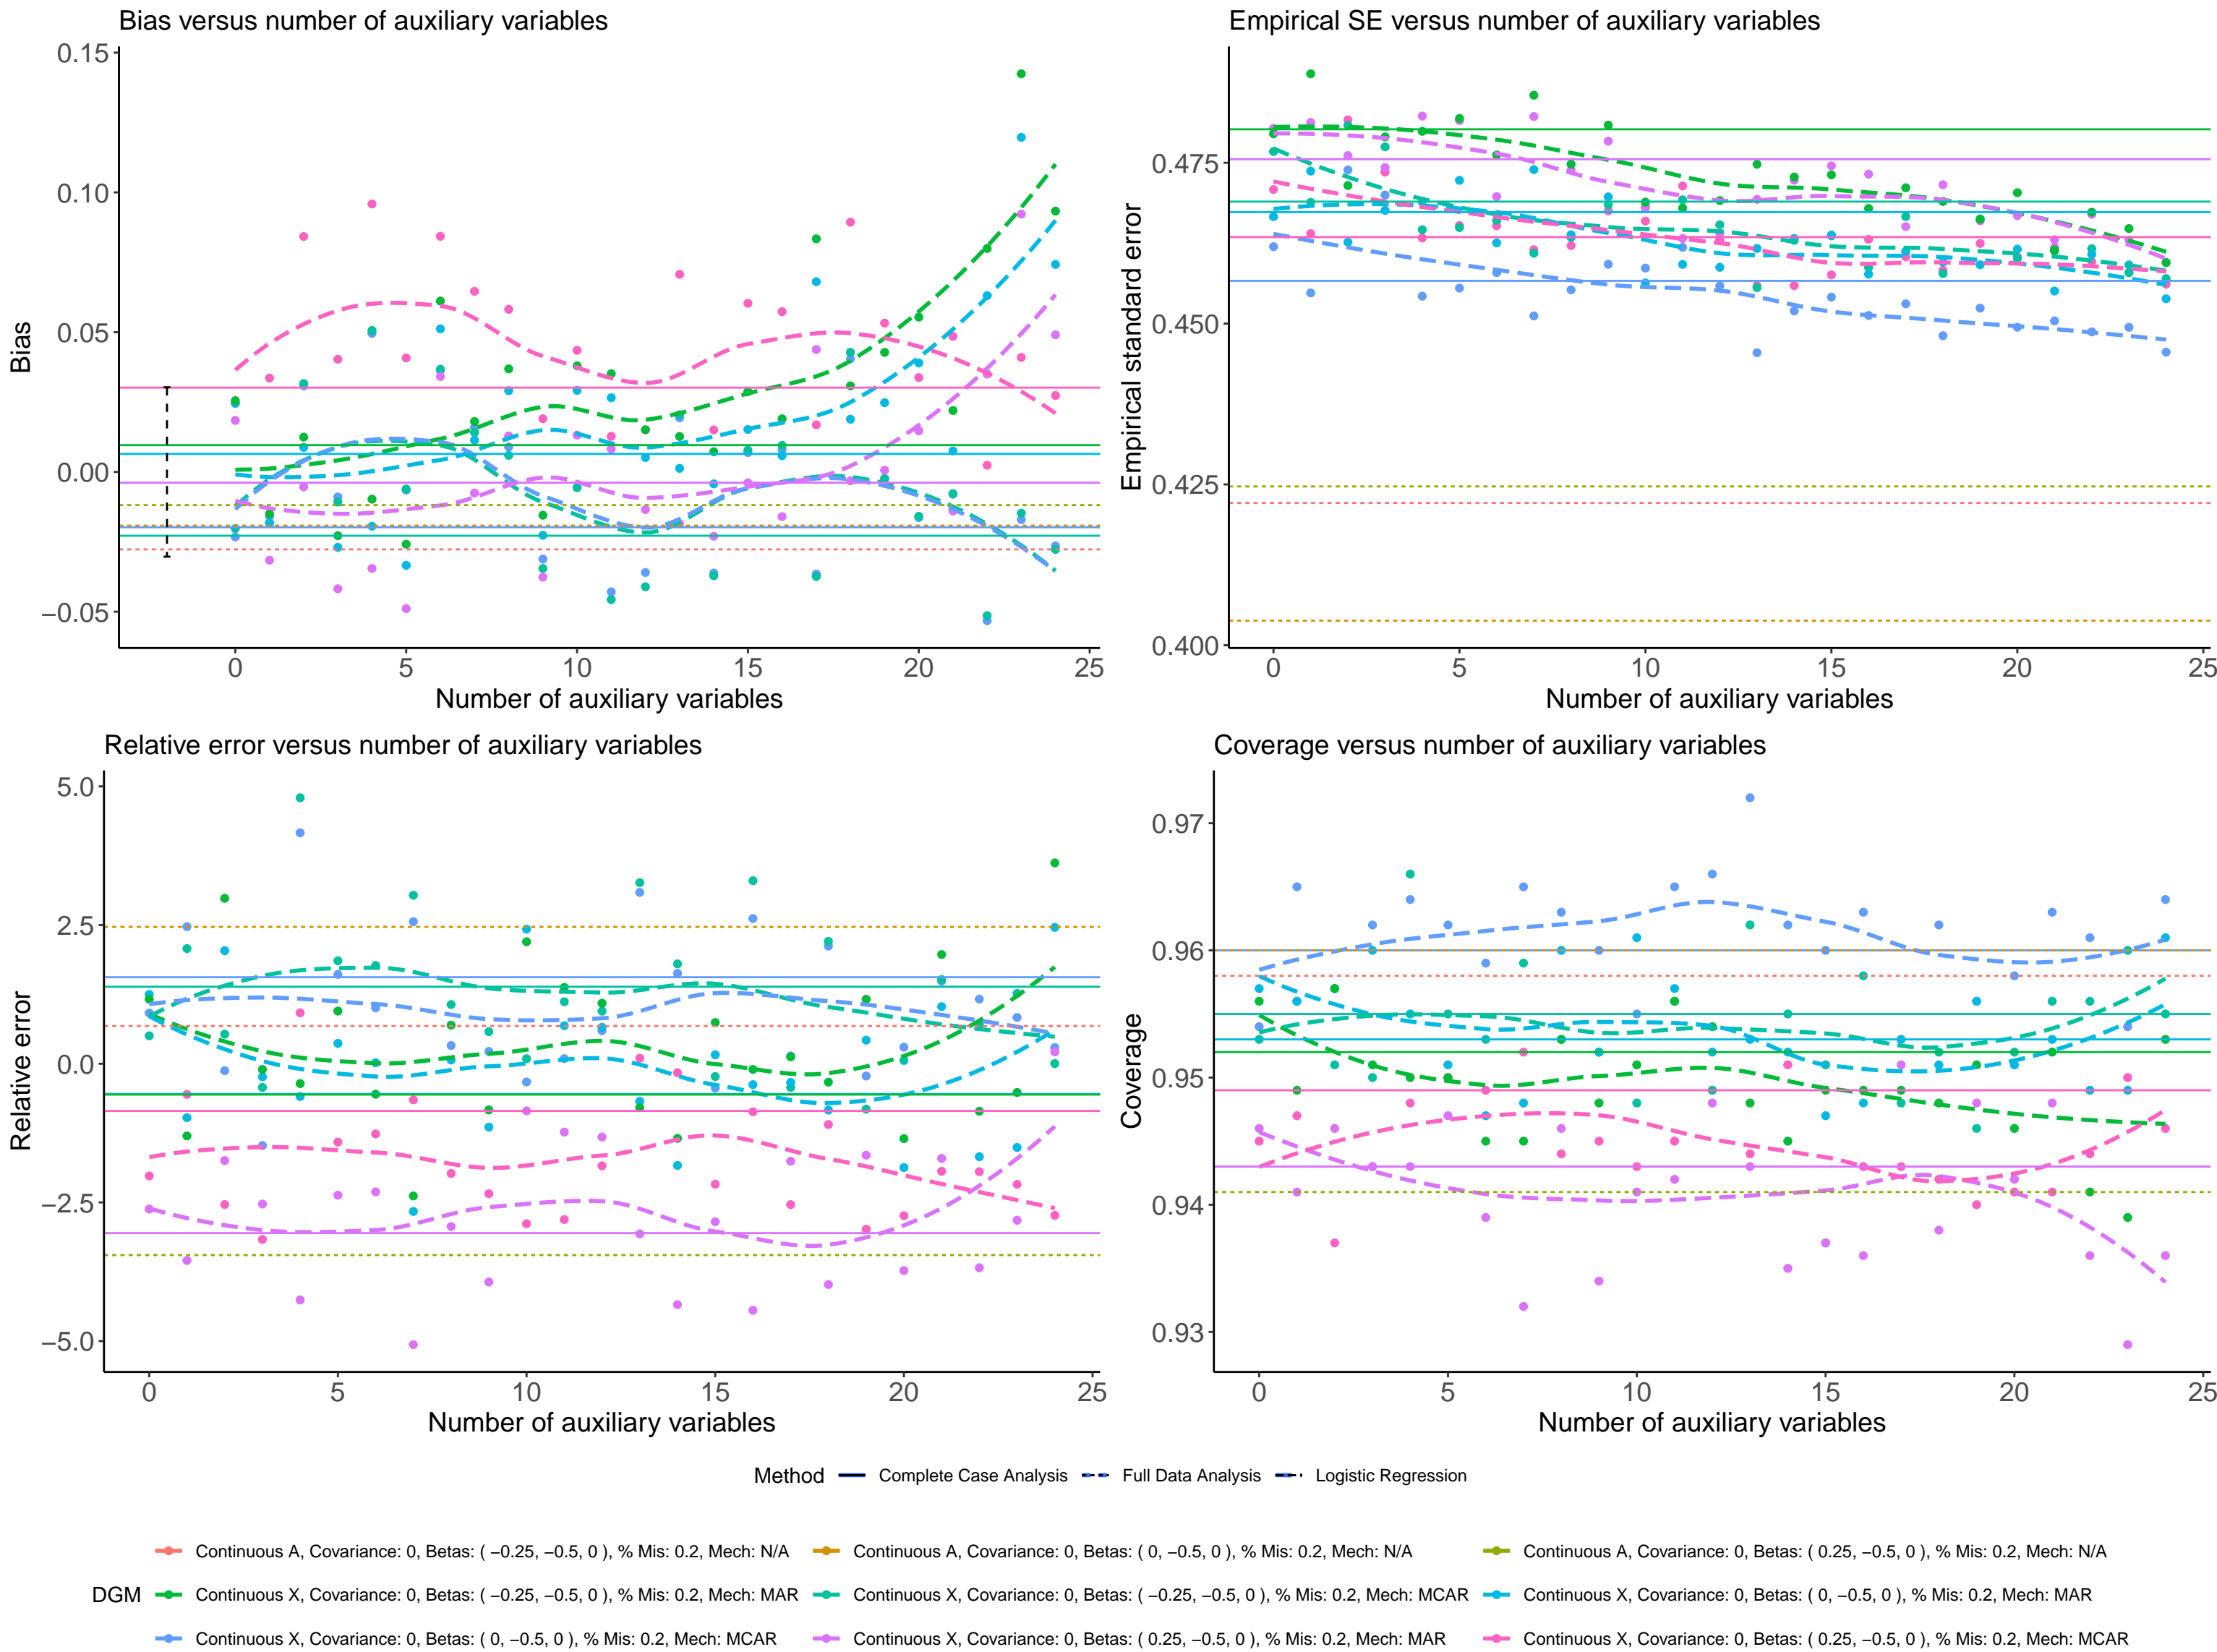 Bias versus number of auxiliary variables
0.15
0.10
0.05
0.00
−0.05
Bias
0 5 10 15 20 25
Number of auxiliary variables
Empirical SE versus number of auxiliary variables
0.475
0.450
0.425
0.400
Empirical standard error
0 5 10 15 20 25
Number of auxiliary variables
Relative error versus number of auxiliary variables
5.0
2.5
0.0
−2.5
−5.0
Relative error
0 5 10 15 20 25
Number of auxiliary variables
Coverage versus number of auxiliary variables
0.97
0.96
0.95
0.94
0.93
Coverage
0 5 10 15 20 25
Number of auxiliary variables
Method Complete Case Analysis Full Data Analysis Logistic Regression
Continuous A, Covariance: 0, Betas: ( −0.25, −0.5, 0 ), % Mis: 0.2, Mech: N/A Continuous A, Covariance: 0, Betas: ( 0, −0.5, 0 ), % Mis: 0.2, Mech: N/A Continuous A, Covariance: 0, Betas: ( 0.25, −0.5, 0 ), % Mis: 0.2, Mech: N/A
DGM Continuous X, Covariance: 0, Betas: ( −0.25, −0.5, 0 ), % Mis: 0.2, Mech: MAR Continuous X, Covariance: 0, Betas: ( −0.25, −0.5, 0 ), % Mis: 0.2, Mech: MCAR Continuous X, Covariance: 0, Betas: ( 0, −0.5, 0 ), % Mis: 0.2, Mech: MAR
Continuous X, Covariance: 0, Betas: ( 0, −0.5, 0 ), % Mis: 0.2, Mech: MCAR Continuous X, Covariance: 0, Betas: ( 0.25, −0.5, 0 ), % Mis: 0.2, Mech: MAR Continuous X, Covariance: 0, Betas: ( 0.25, −0.5, 0 ), % Mis: 0.2, Mech: MCAR